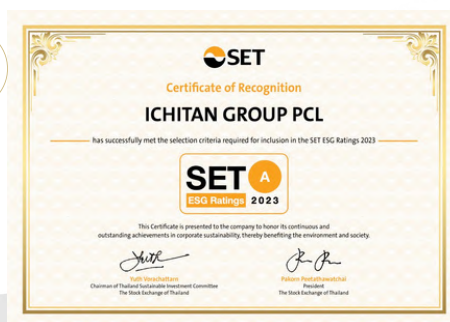 SET
Certificate of Recognition
ICHITAN GROUP PCL
has successfully met the selection criteria required for inclusion in the SET ESG Ratings 2023
SET A
ESG Ratings 2023
This Certificate is presented to the company to honor its continuous and
outstanding achievements in corporate sustainability, thereby benefiting the environment and society.
Yuth Worachattarn Pakorn Peetathawatchai
Chairman of Thailand Sustainable Investment Committee President
The Stock Exchange of Thailand The Stock Exchange of Thailand